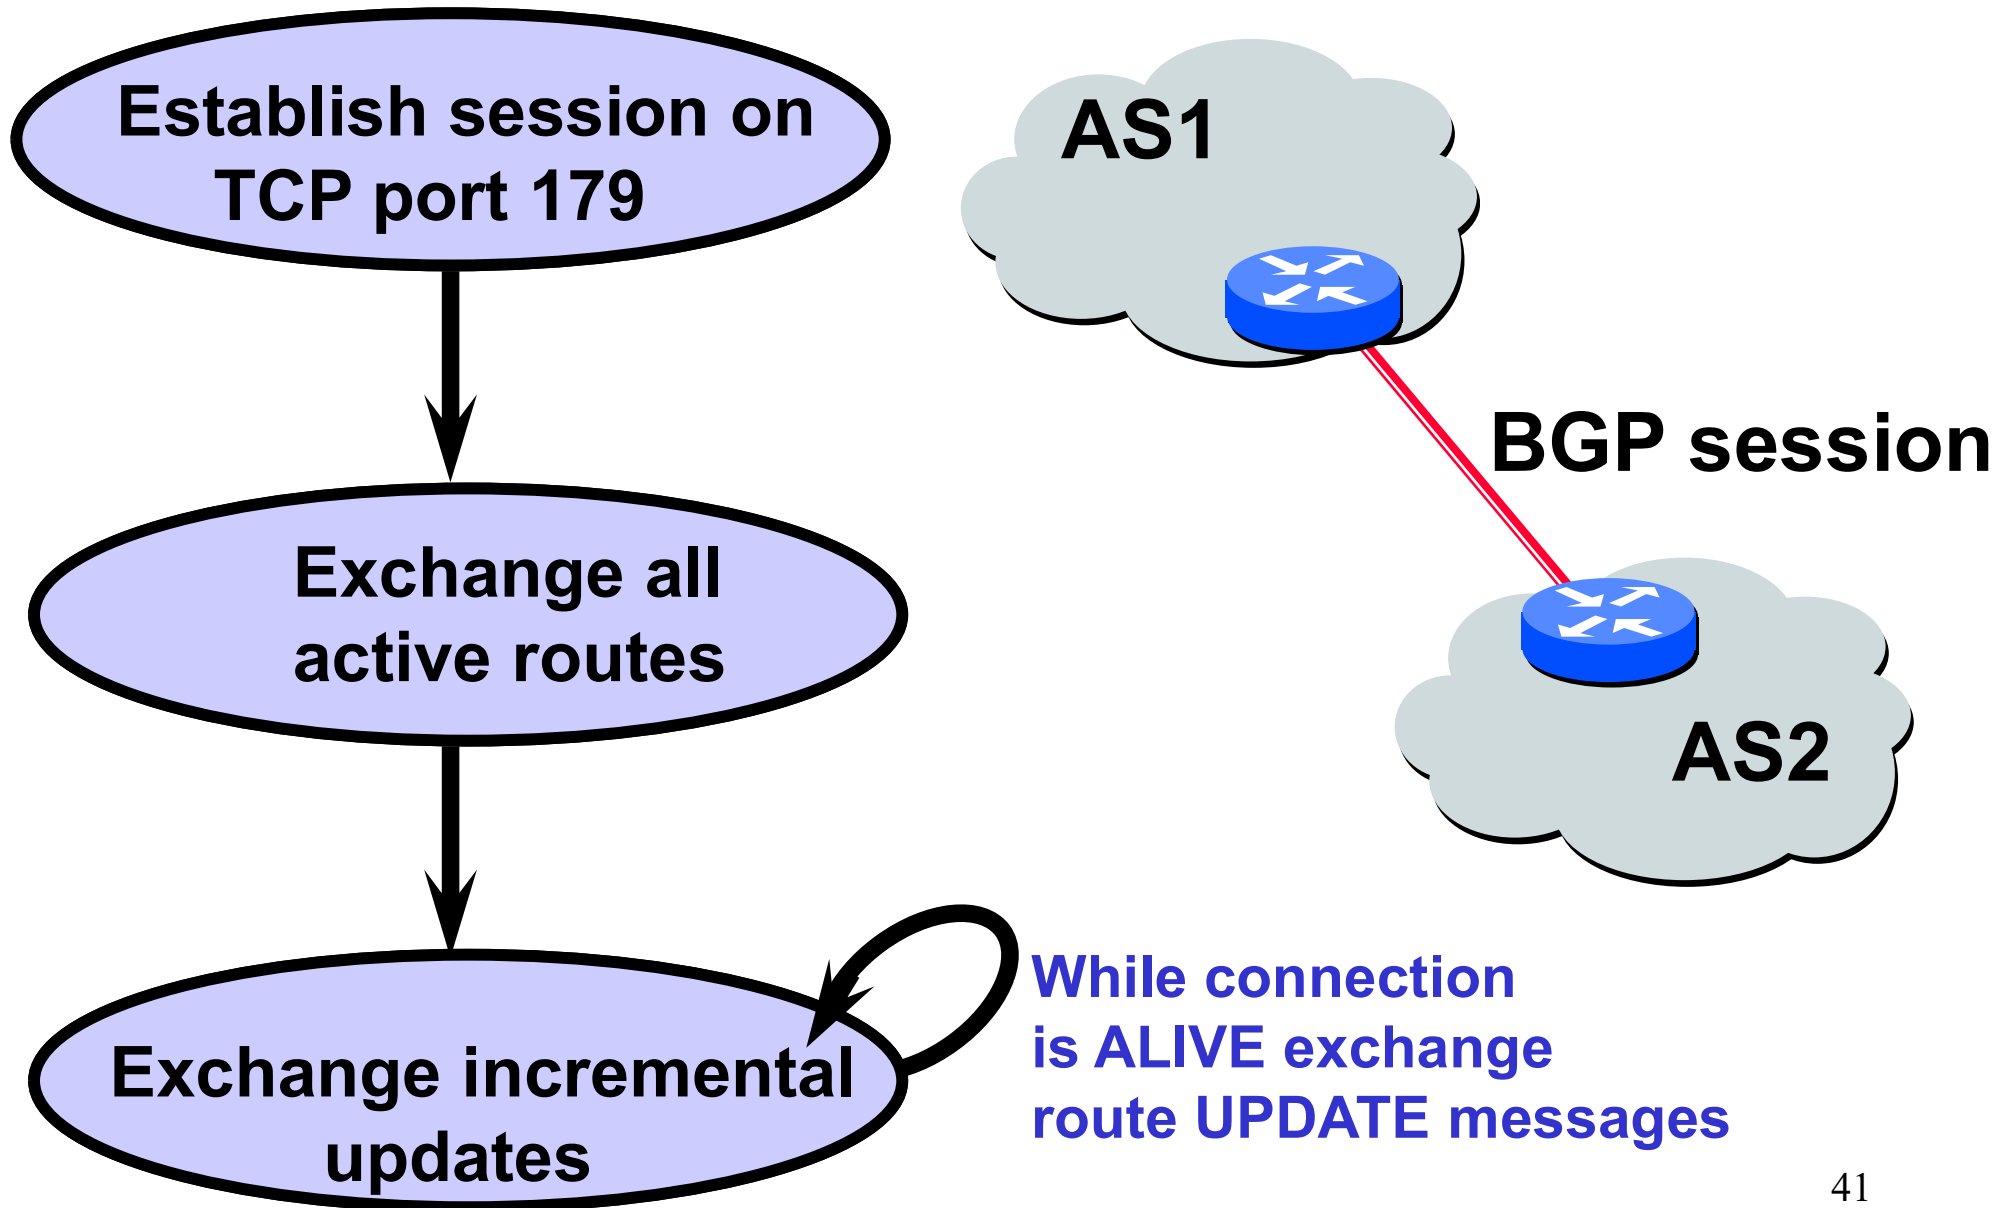 Establish session on
TCP port 179
AS1
BGP session
Exchange all
active routes
AS2
Exchange incremental
updates
While connection
is ALIVE exchange
route UPDATE messages
41